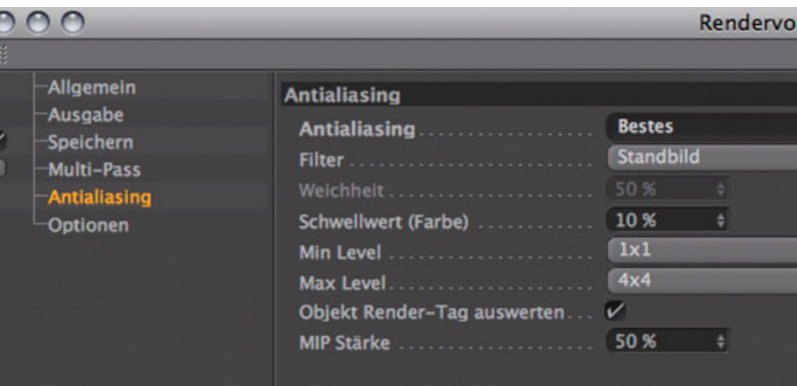 Rendervo
Allgemein
Ausgabe
Speichern
Multi-Pass
Antialiasing
Optionen
Antialiasing
Antialiasing Bestes
Filter Standbild
Weichheit 50 %
Schwellwert (Farbe) 10 %
Min Level 1x1
Max Level 4x4
Objekt Render-Tag auswerten
MIP Stärke 50 %